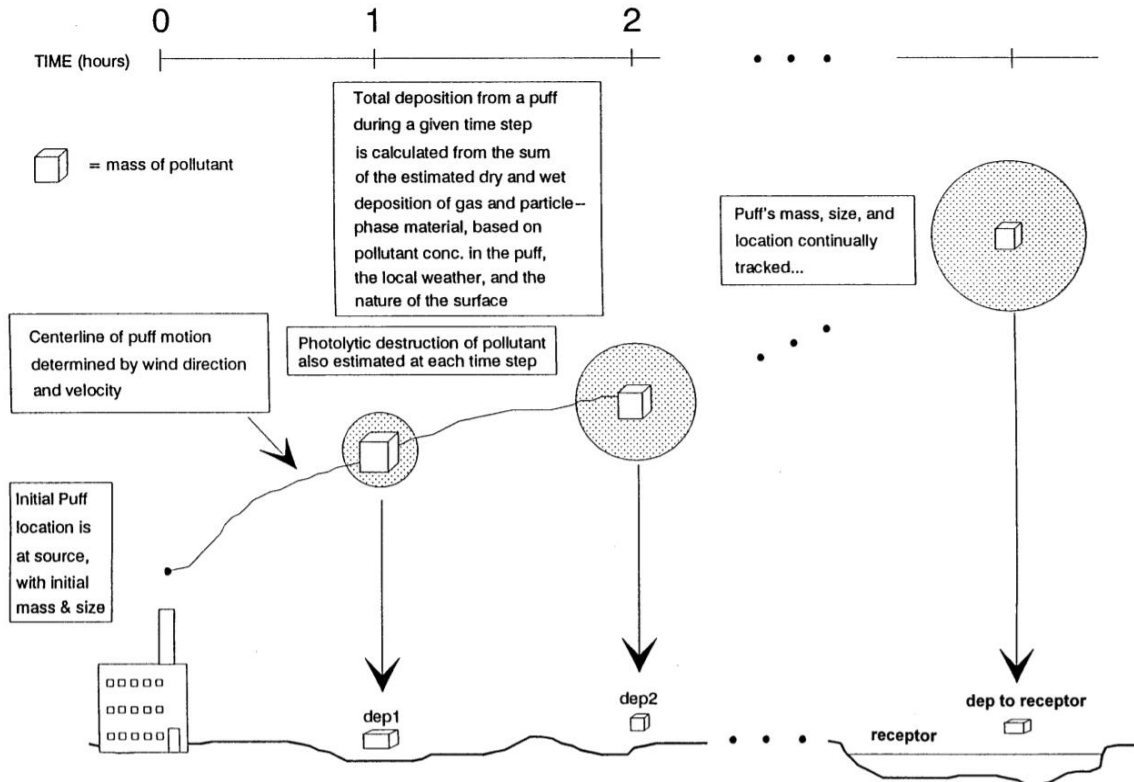 0 1 2
TIME (hours)
Total deposition from a puff
during a given time step
is calculated from the sum
of the estimated dry and wet
deposition of gas and particle–
phase material, based on
pollutant conc. in the puff,
the local weather, and the
nature of the surface
= mass of pollutant
Puff's mass, size, and
location continually
tracked...
Centerline of puff motion
determined by wind direction
and velocity
Photolytic destruction of pollutant
also estimated at each time step
Initial Puff
location is
at source,
with initial
mass & size
dep1
dep2
dep to receptor
receptor